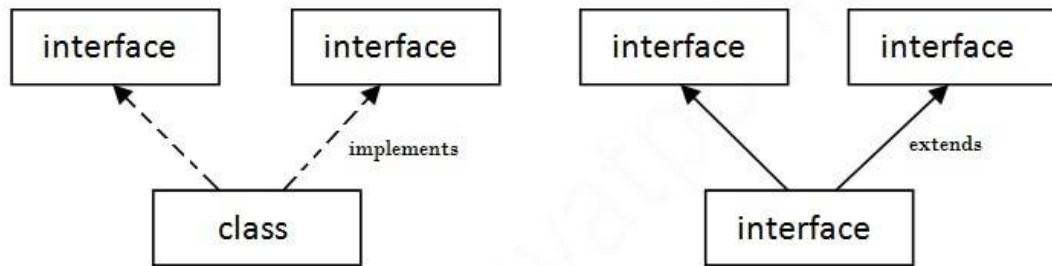 interface
interface
interface
interface
implements
extends
class
interface